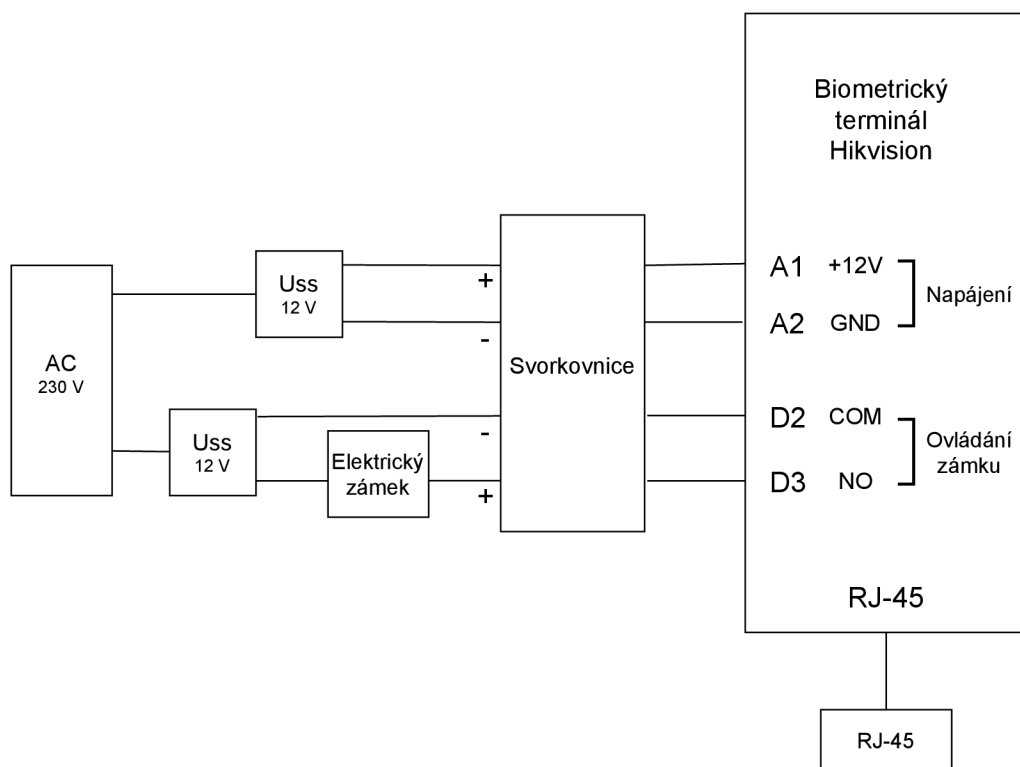 Biometrický
terminál
Hikvision
AC
230 V
Uss
12 V
+
-
Uss
12 V
-
+
Elektrický
zámek
Svorkovnice
A1 +12V
A2 GND
Napájení
D2 COM
D3 NO
Ovládání
zámku
RJ-45
RJ-45